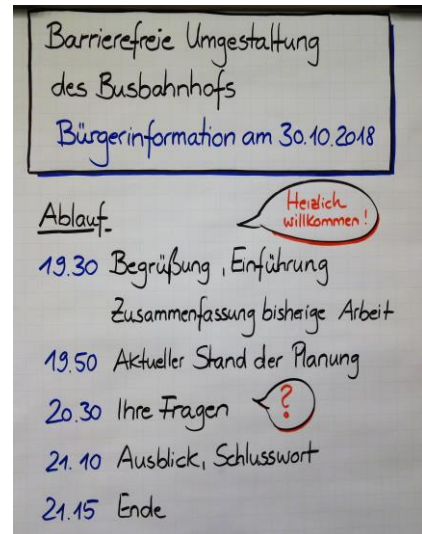 Barrierefreie Umgestaltung
des Busbahnhofs
Bürgerinformation am 30.10.2018
Herzlich
willkommen!
Ablauf
19.30 Begrüßung, Einführung
Zusammenfassung bisherige Arbeit
19.50 Aktueller Stand der Planung
20.30 Ihre Fragen ?
21.10 Ausblick, Schlusswort
21.15 Ende